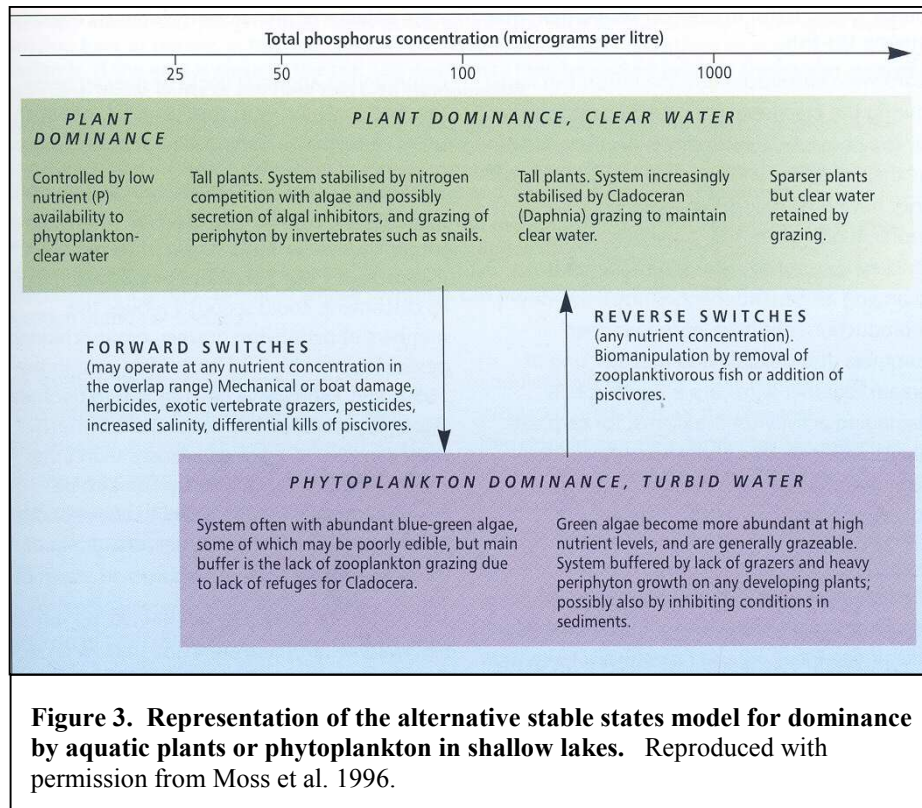 Total phosphorus concentration (micrograms per litre)
25 50 100 1000
PLANT DOMINANCE
Controlled by low
nutrient (P)
availability to
phytoplankton-
clear water
PLANT DOMINANCE, CLEAR WATER
Tall plants. System stabilised by nitrogen
competition with algae and possibly
secretion of algal inhibitors, and grazing of
periphyton by invertebrates such as snails.
Tall plants. System increasingly
stabilised by Cladoceran
(Daphnia) grazing to maintain
clear water.
Sparser plants
but clear water
retained by
grazing.
FORWARD SWITCHES
(may operate at any nutrient concentration in
the overlap range) Mechanical or boat damage,
herbicides, exotic vertebrate grazers, pesticides,
increased salinity, differential kills of piscivores.
REVERSE SWITCHES
(any nutrient concentration).
Biomanipulation by removal of
zooplanktivorous fish or addition of
piscivores.
PHYTOPLANKTON DOMINANCE, TURBID WATER
System often with abundant blue-green algae,
some of which may be poorly edible, but main
buffer is the lack of zooplankton grazing due
to lack of refuges for Cladocera.
Green algae become more abundant at high
nutrient levels, and are generally grazeable.
System buffered by lack of grazers and heavy
periphyton growth on any developing plants;
possibly also by inhibiting conditions in
sediments.
Figure 3. Representation of the alternative stable states model for dominance
by aquatic plants or phytoplankton in shallow lakes. Reproduced with
permission from Moss et al. 1996.